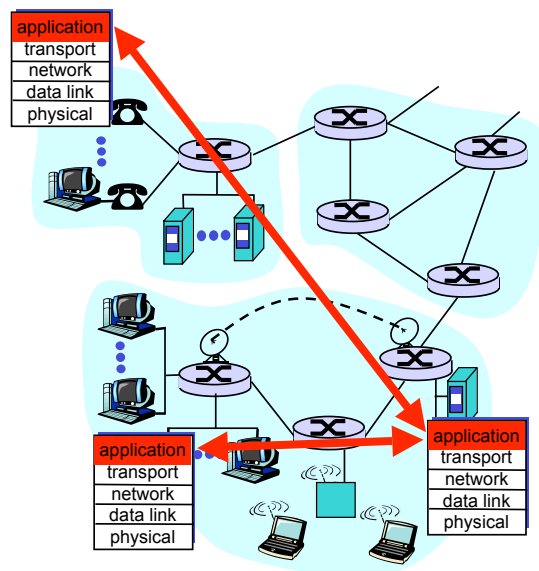 application
transport
network
data link
physical
application
transport
network
data link
physical
application
transport
network
data link
physical